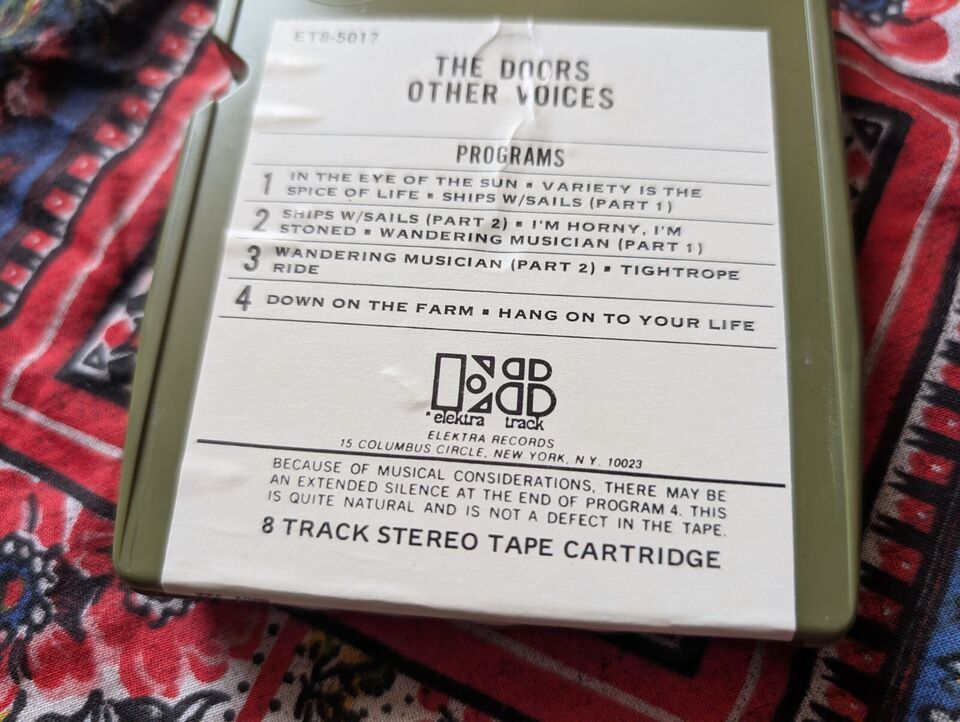 ET8-5017
THE DOORS
OTHER VOICES
PROGRAMS
1 IN THE EYE OF THE SUN ▪ VARIETY IS THE
SPICE OF LIFE ▪ SHIPS W/SAILS (PART 1)
2 SHIPS W/SAILS (PART 2) ▪ I'M HORNY, I'M
STONED ▪ WANDERING MUSICIAN (PART 1)
3 WANDERING MUSICIAN (PART 2) ▪ TIGHTROPE
RIDE
4 DOWN ON THE FARM ▪ HANG ON TO YOUR LIFE
elektra track
ELEKTRA RECORDS
15 COLUMBUS CIRCLE, NEW YORK, N.Y. 10023
BECAUSE OF MUSICAL CONSIDERATIONS, THERE MAY BE
AN EXTENDED SILENCE AT THE END OF PROGRAM 4. THIS
IS QUITE NATURAL AND IS NOT A DEFECT IN THE TAPE.
8 TRACK STEREO TAPE CARTRIDGE